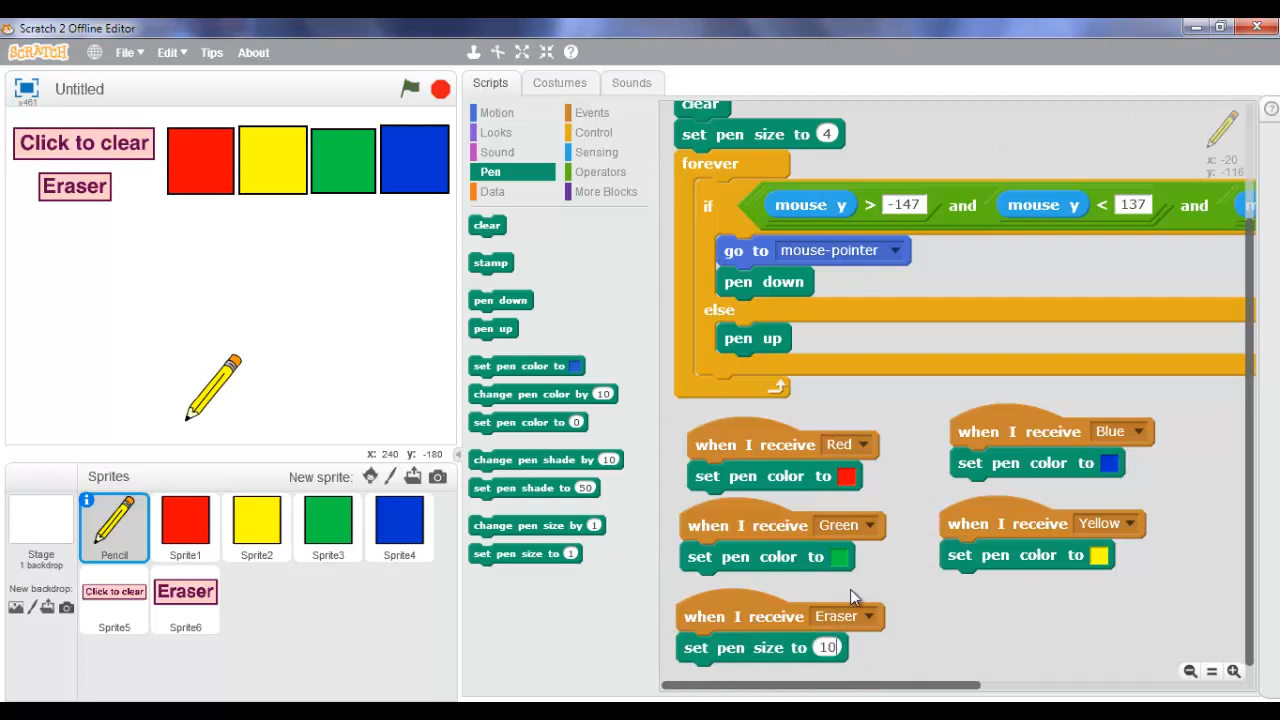 Scratch 2 Offline Editor
SCRATCH
File Edit Tips About
Untitled
v461
Click to clear
Eraser
x: 240 y: -180
Sprites
New sprite:
Stage
1 backdrop
New backdrop:
Pencil
Sprite1
Sprite2
Sprite3
Sprite4
Click to clear
Sprite5
Eraser
Sprite6
Scripts Costumes Sounds
Motion
Looks
Sound
Pen
Data
Events
Control
Sensing
Operators
More Blocks
clear
stamp
pen down
pen up
set pen color to
change pen color by 10
set pen color to 0
change pen shade by 10
set pen shade to 50
change pen size by 1
set pen size to 1
clear
set pen size to 4
forever
if mouse y > -147 and mouse y < 137 and
go to mouse-pointer
pen down
else
pen up
when I receive Red
set pen color to
when I receive Blue
set pen color to
when I receive Green
set pen color to
when I receive Yellow
set pen color to
when I receive Eraser
set pen size to 10
x: -20
y: -116